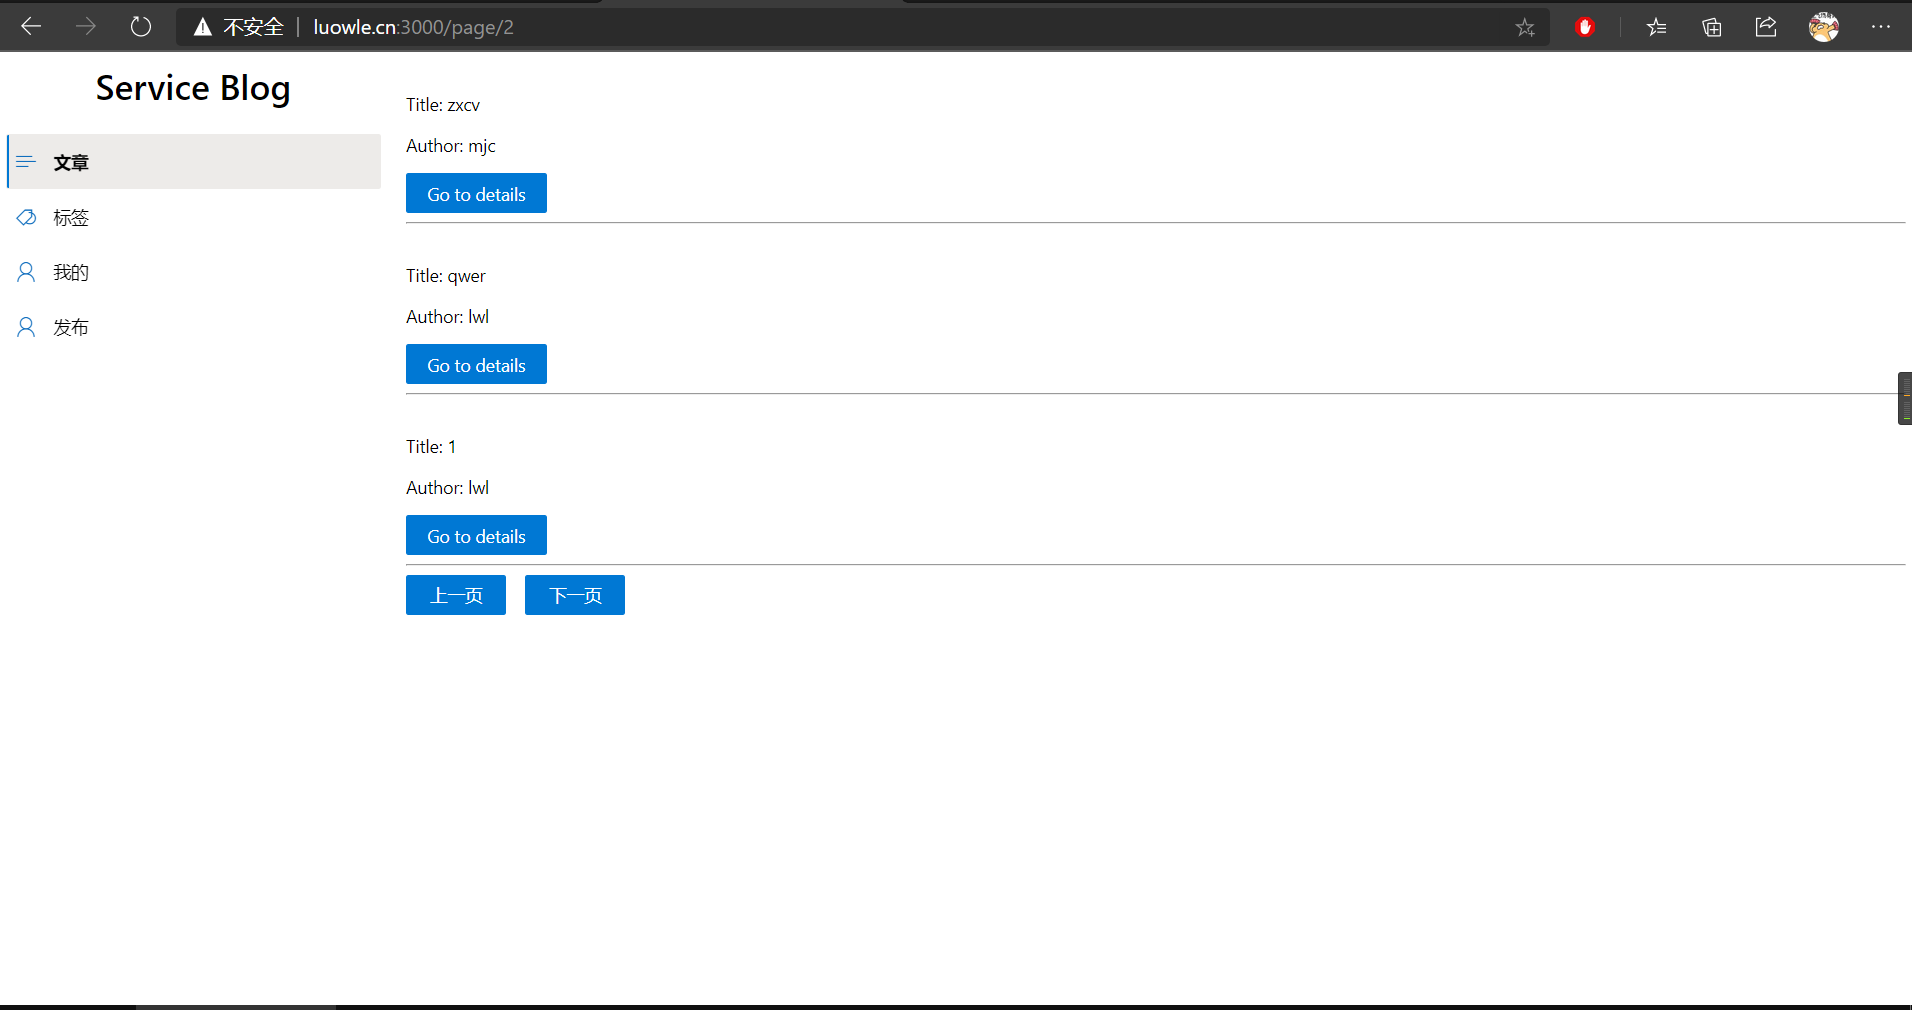 不安全 | luowle.cn:3000/page/2
Service Blog
文章
标签
我的
发布
Title: zxcv
Author: mjc
Go to details
Title: qwer
Author: lwl
Go to details
Title: 1
Author: lwl
Go to details
上一页 下一页